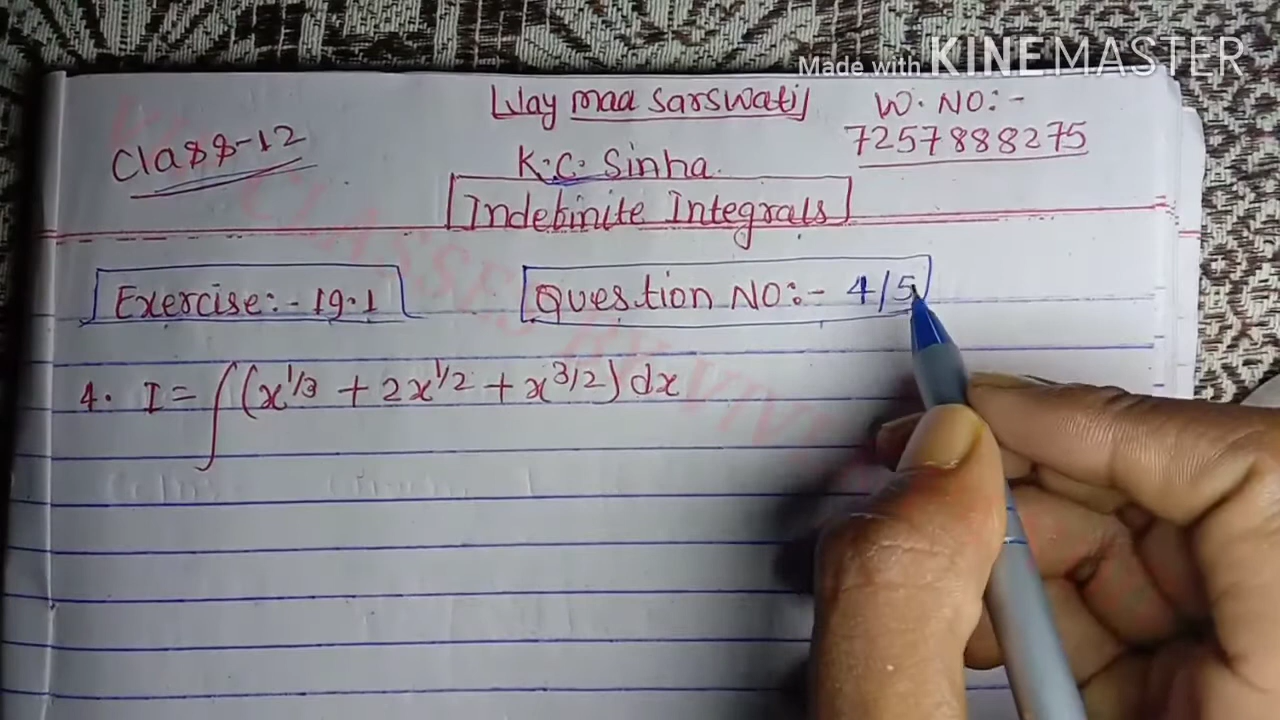 Made with KINEMASTER
Jay maa sarswati
W. NO:-
7257888275
Class-12
K.C. Sinha
Indefinite Integrals
Exercise:- 19.1
Question NO:- 4/5
4. I = ∫(x^1/3 + 2x^1/2 + x^3/2) dx